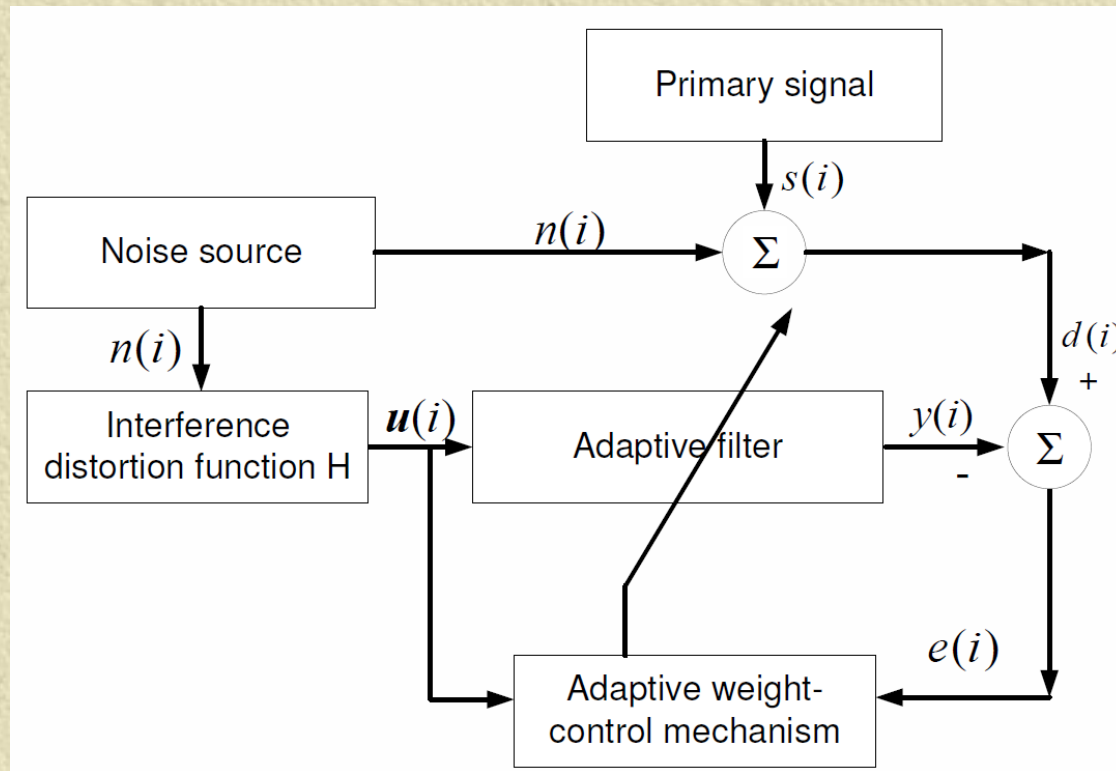 Primary signal
s(i)
Noise source
n(i)
Σ
n(i)
d(i)
+
Interference
distortion function H
u(i)
Adaptive filter
y(i)
-
Σ
e(i)
Adaptive weight-
control mechanism